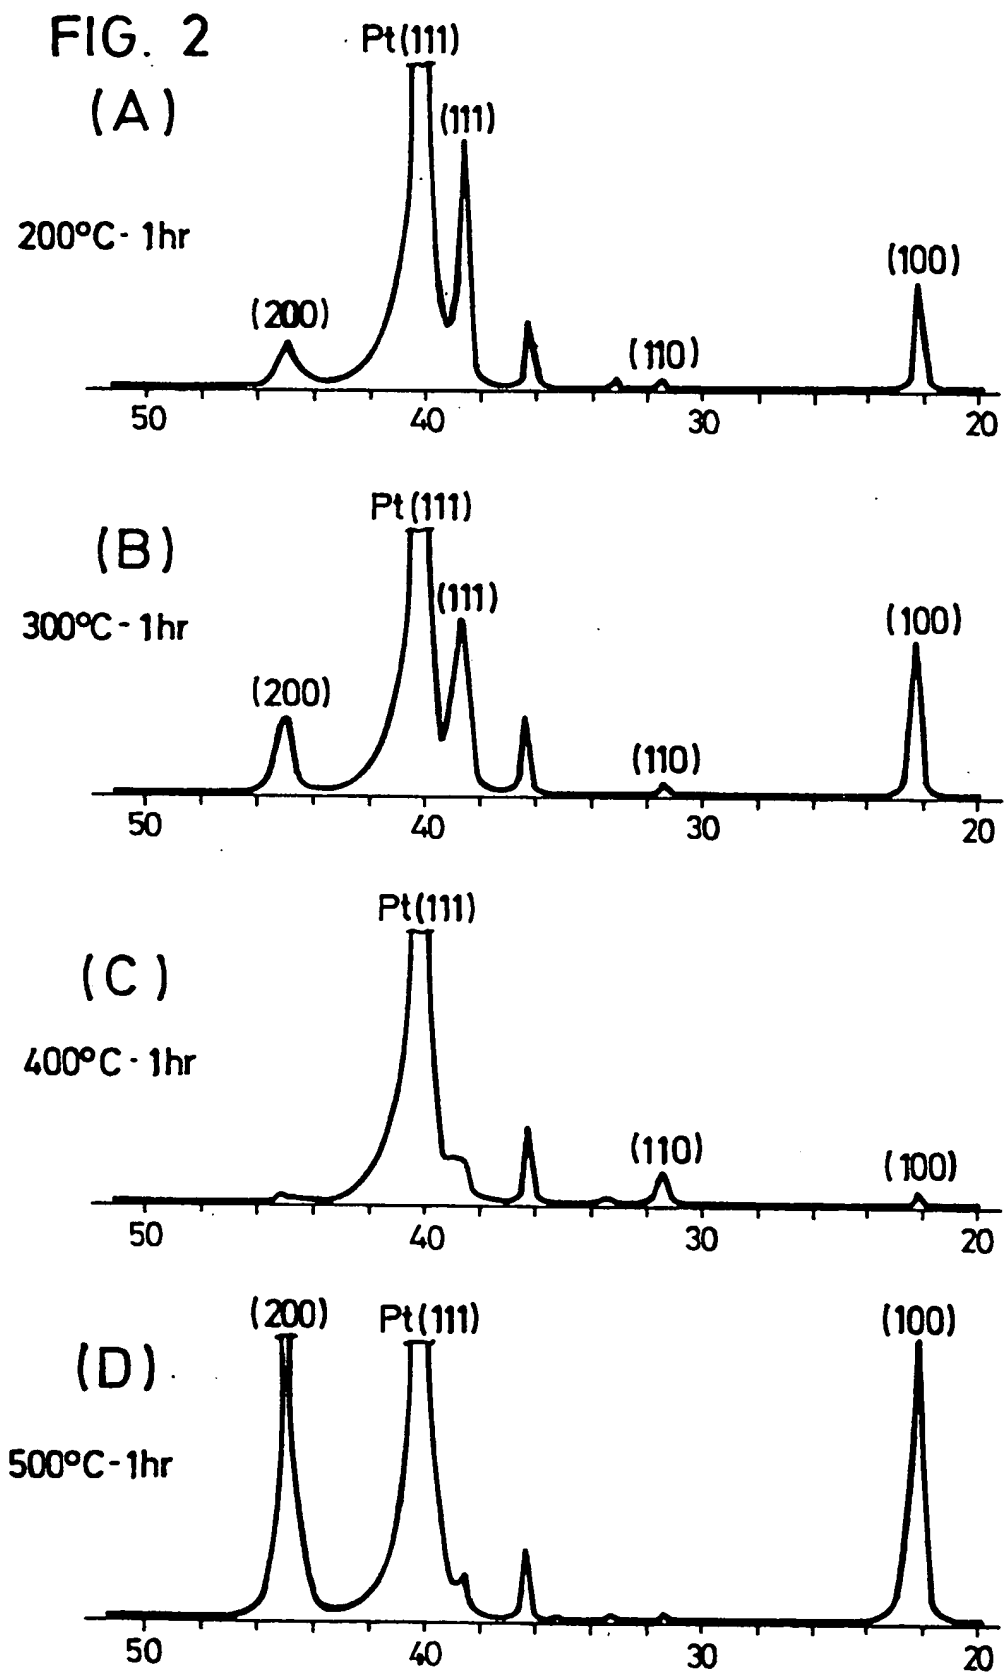 FIG. 2
(A)
200°C - 1hr
Pt(111)
(111)
(200)
(110)
(100)
50 40 30 20
(B)
300°C - 1hr
Pt(111)
(111)
(200)
(110)
(100)
50 40 30 20
(C)
400°C - 1hr
Pt(111)
(110)
(100)
50 40 30 20
(D)
500°C - 1hr
(200)
Pt(111)
(100)
50 40 30 20